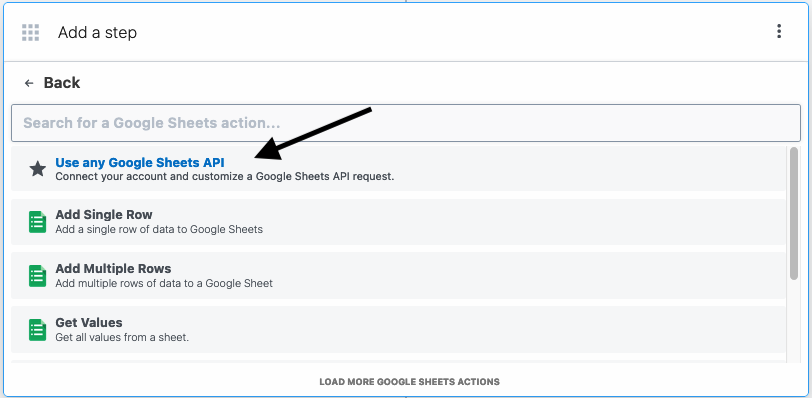 Add a step
Back
Search for a Google Sheets action...
Use any Google Sheets API
Connect your account and customize a Google Sheets API request.
Add Single Row
Add a single row of data to Google Sheets
Add Multiple Rows
Add multiple rows of data to a Google Sheet
Get Values
Get all values from a sheet.
LOAD MORE GOOGLE SHEETS ACTIONS